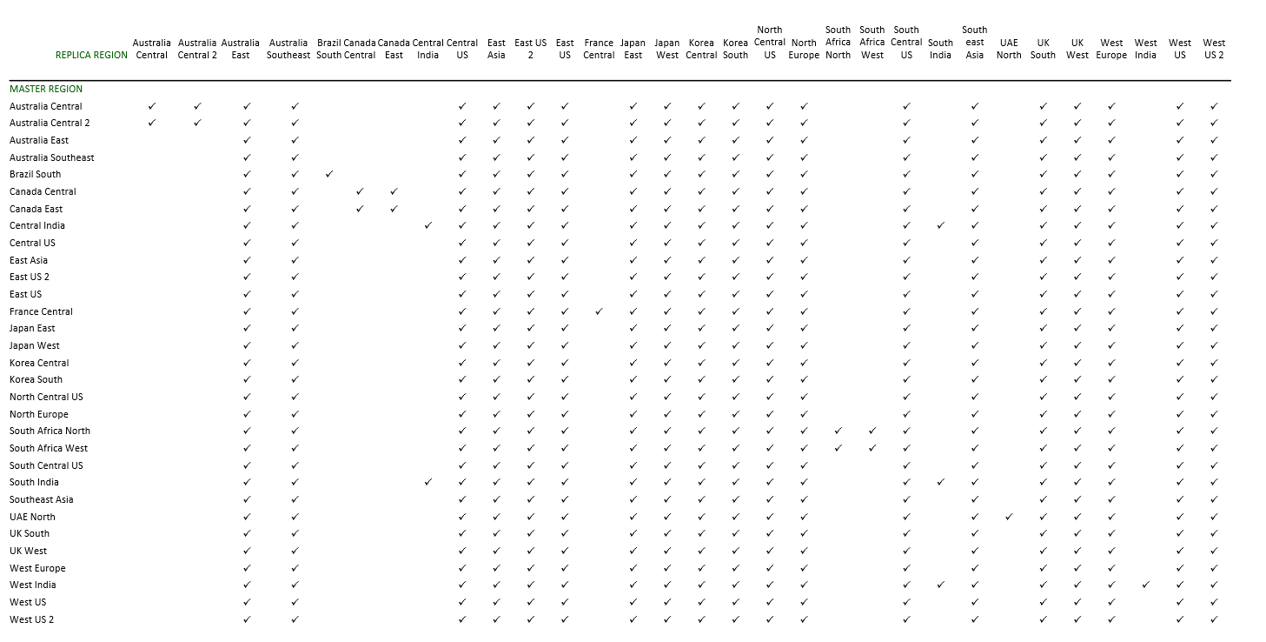 North South South South South
Australia Australia Australia Australia Brazil Canada Canada Central Central East East US East France Japan Japan Korea Korea Central North Africa Africa Central South east UAE UK UK West West West West
REPLICA REGION Central Central 2 East Southeast South Central East India US Asia 2 US Central East West Central South US Europe North West US India Asia North South West Europe India US US 2
MASTER REGION
Australia Central ✓ ✓ ✓ ✓ ✓ ✓ ✓ ✓ ✓ ✓ ✓ ✓ ✓ ✓ ✓ ✓ ✓ ✓ ✓ ✓ ✓
Australia Central 2 ✓ ✓ ✓ ✓ ✓ ✓ ✓ ✓ ✓ ✓ ✓ ✓ ✓ ✓ ✓ ✓ ✓ ✓ ✓ ✓ ✓
Australia East ✓ ✓ ✓ ✓ ✓ ✓ ✓ ✓ ✓ ✓ ✓ ✓ ✓ ✓ ✓ ✓ ✓ ✓ ✓
Australia Southeast ✓ ✓ ✓ ✓ ✓ ✓ ✓ ✓ ✓ ✓ ✓ ✓ ✓ ✓ ✓ ✓ ✓ ✓ ✓
Brazil South ✓ ✓ ✓ ✓ ✓ ✓ ✓ ✓ ✓ ✓ ✓ ✓ ✓ ✓ ✓ ✓ ✓ ✓ ✓ ✓
Canada Central ✓ ✓ ✓ ✓ ✓ ✓ ✓ ✓ ✓ ✓ ✓ ✓ ✓ ✓ ✓ ✓ ✓ ✓ ✓ ✓ ✓
Canada East ✓ ✓ ✓ ✓ ✓ ✓ ✓ ✓ ✓ ✓ ✓ ✓ ✓ ✓ ✓ ✓ ✓ ✓ ✓ ✓ ✓
Central India ✓ ✓ ✓ ✓ ✓ ✓ ✓ ✓ ✓ ✓ ✓ ✓ ✓ ✓ ✓ ✓ ✓ ✓ ✓ ✓ ✓
Central US ✓ ✓ ✓ ✓ ✓ ✓ ✓ ✓ ✓ ✓ ✓ ✓ ✓ ✓ ✓ ✓ ✓ ✓ ✓
East Asia ✓ ✓ ✓ ✓ ✓ ✓ ✓ ✓ ✓ ✓ ✓ ✓ ✓ ✓ ✓ ✓ ✓ ✓ ✓
East US 2 ✓ ✓ ✓ ✓ ✓ ✓ ✓ ✓ ✓ ✓ ✓ ✓ ✓ ✓ ✓ ✓ ✓ ✓ ✓
East US ✓ ✓ ✓ ✓ ✓ ✓ ✓ ✓ ✓ ✓ ✓ ✓ ✓ ✓ ✓ ✓ ✓ ✓ ✓
France Central ✓ ✓ ✓ ✓ ✓ ✓ ✓ ✓ ✓ ✓ ✓ ✓ ✓ ✓ ✓ ✓ ✓ ✓ ✓ ✓
Japan East ✓ ✓ ✓ ✓ ✓ ✓ ✓ ✓ ✓ ✓ ✓ ✓ ✓ ✓ ✓ ✓ ✓ ✓ ✓
Japan West ✓ ✓ ✓ ✓ ✓ ✓ ✓ ✓ ✓ ✓ ✓ ✓ ✓ ✓ ✓ ✓ ✓ ✓ ✓
Korea Central ✓ ✓ ✓ ✓ ✓ ✓ ✓ ✓ ✓ ✓ ✓ ✓ ✓ ✓ ✓ ✓ ✓ ✓ ✓
Korea South ✓ ✓ ✓ ✓ ✓ ✓ ✓ ✓ ✓ ✓ ✓ ✓ ✓ ✓ ✓ ✓ ✓ ✓ ✓
North Central US ✓ ✓ ✓ ✓ ✓ ✓ ✓ ✓ ✓ ✓ ✓ ✓ ✓ ✓ ✓ ✓ ✓ ✓ ✓
North Europe ✓ ✓ ✓ ✓ ✓ ✓ ✓ ✓ ✓ ✓ ✓ ✓ ✓ ✓ ✓ ✓ ✓ ✓ ✓
South Africa North ✓ ✓ ✓ ✓ ✓ ✓ ✓ ✓ ✓ ✓ ✓ ✓ ✓ ✓ ✓ ✓ ✓ ✓ ✓ ✓ ✓
South Africa West ✓ ✓ ✓ ✓ ✓ ✓ ✓ ✓ ✓ ✓ ✓ ✓ ✓ ✓ ✓ ✓ ✓ ✓ ✓ ✓ ✓
South Central US ✓ ✓ ✓ ✓ ✓ ✓ ✓ ✓ ✓ ✓ ✓ ✓ ✓ ✓ ✓ ✓ ✓ ✓ ✓
South India ✓ ✓ ✓ ✓ ✓ ✓ ✓ ✓ ✓ ✓ ✓ ✓ ✓ ✓ ✓ ✓ ✓ ✓ ✓ ✓ ✓
Southeast Asia ✓ ✓ ✓ ✓ ✓ ✓ ✓ ✓ ✓ ✓ ✓ ✓ ✓ ✓ ✓ ✓ ✓ ✓ ✓
UAE North ✓ ✓ ✓ ✓ ✓ ✓ ✓ ✓ ✓ ✓ ✓ ✓ ✓ ✓ ✓ ✓ ✓ ✓ ✓ ✓
UK South ✓ ✓ ✓ ✓ ✓ ✓ ✓ ✓ ✓ ✓ ✓ ✓ ✓ ✓ ✓ ✓ ✓ ✓ ✓
UK West ✓ ✓ ✓ ✓ ✓ ✓ ✓ ✓ ✓ ✓ ✓ ✓ ✓ ✓ ✓ ✓ ✓ ✓ ✓
West Europe ✓ ✓ ✓ ✓ ✓ ✓ ✓ ✓ ✓ ✓ ✓ ✓ ✓ ✓ ✓ ✓ ✓ ✓ ✓
West India ✓ ✓ ✓ ✓ ✓ ✓ ✓ ✓ ✓ ✓ ✓ ✓ ✓ ✓ ✓ ✓ ✓ ✓ ✓ ✓ ✓
West US ✓ ✓ ✓ ✓ ✓ ✓ ✓ ✓ ✓ ✓ ✓ ✓ ✓ ✓ ✓ ✓ ✓ ✓ ✓
West US 2 ✓ ✓ ✓ ✓ ✓ ✓ ✓ ✓ ✓ ✓ ✓ ✓ ✓ ✓ ✓ ✓ ✓ ✓ ✓